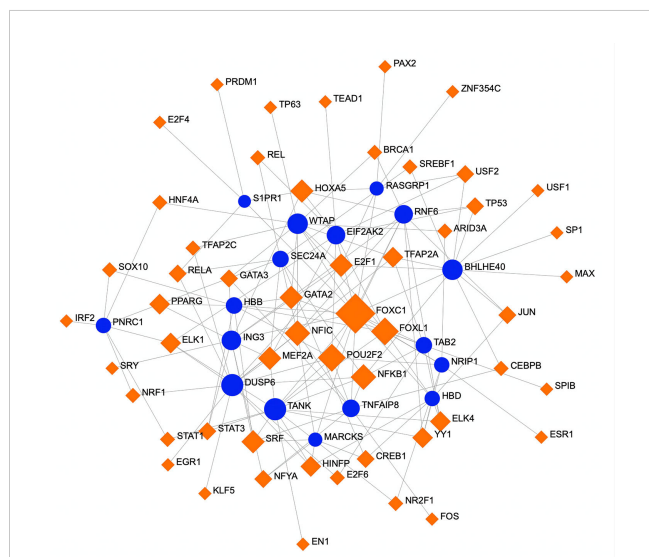 PAX2
PRDM1
ZNF354C
TP63
TEAD1
E2F4
REL
BRCA1
SREBF1
USF2
RASGRP1
HOXA5
USF1
S1PR1
HNF4A
TP53
RNF6
WTAP
EIF2AK2
ARID3A
SP1
TFAP2C
SEC24A
TFAP2A
E2F1
BHLHE40
SOX10
RELA
GATA3
MAX
GATA2
PPARG
HBB
FOXC1
JUN
IRF2
PNRC1
NFIC
FOXL1
ELK1
ING3
TAB2
MEF2A
POU2F2
NRIP1
SRY
CEBPB
NFKB1
DUSP6
SPIB
NRF1
HBD
TANK
TNFAIP8
ELK4
STAT3
STAT1
SRF
MARCKS
YY1
ESR1
EGR1
HINFP
CREB1
NFYA
E2F6
KLF5
NR2F1
FOS
EN1